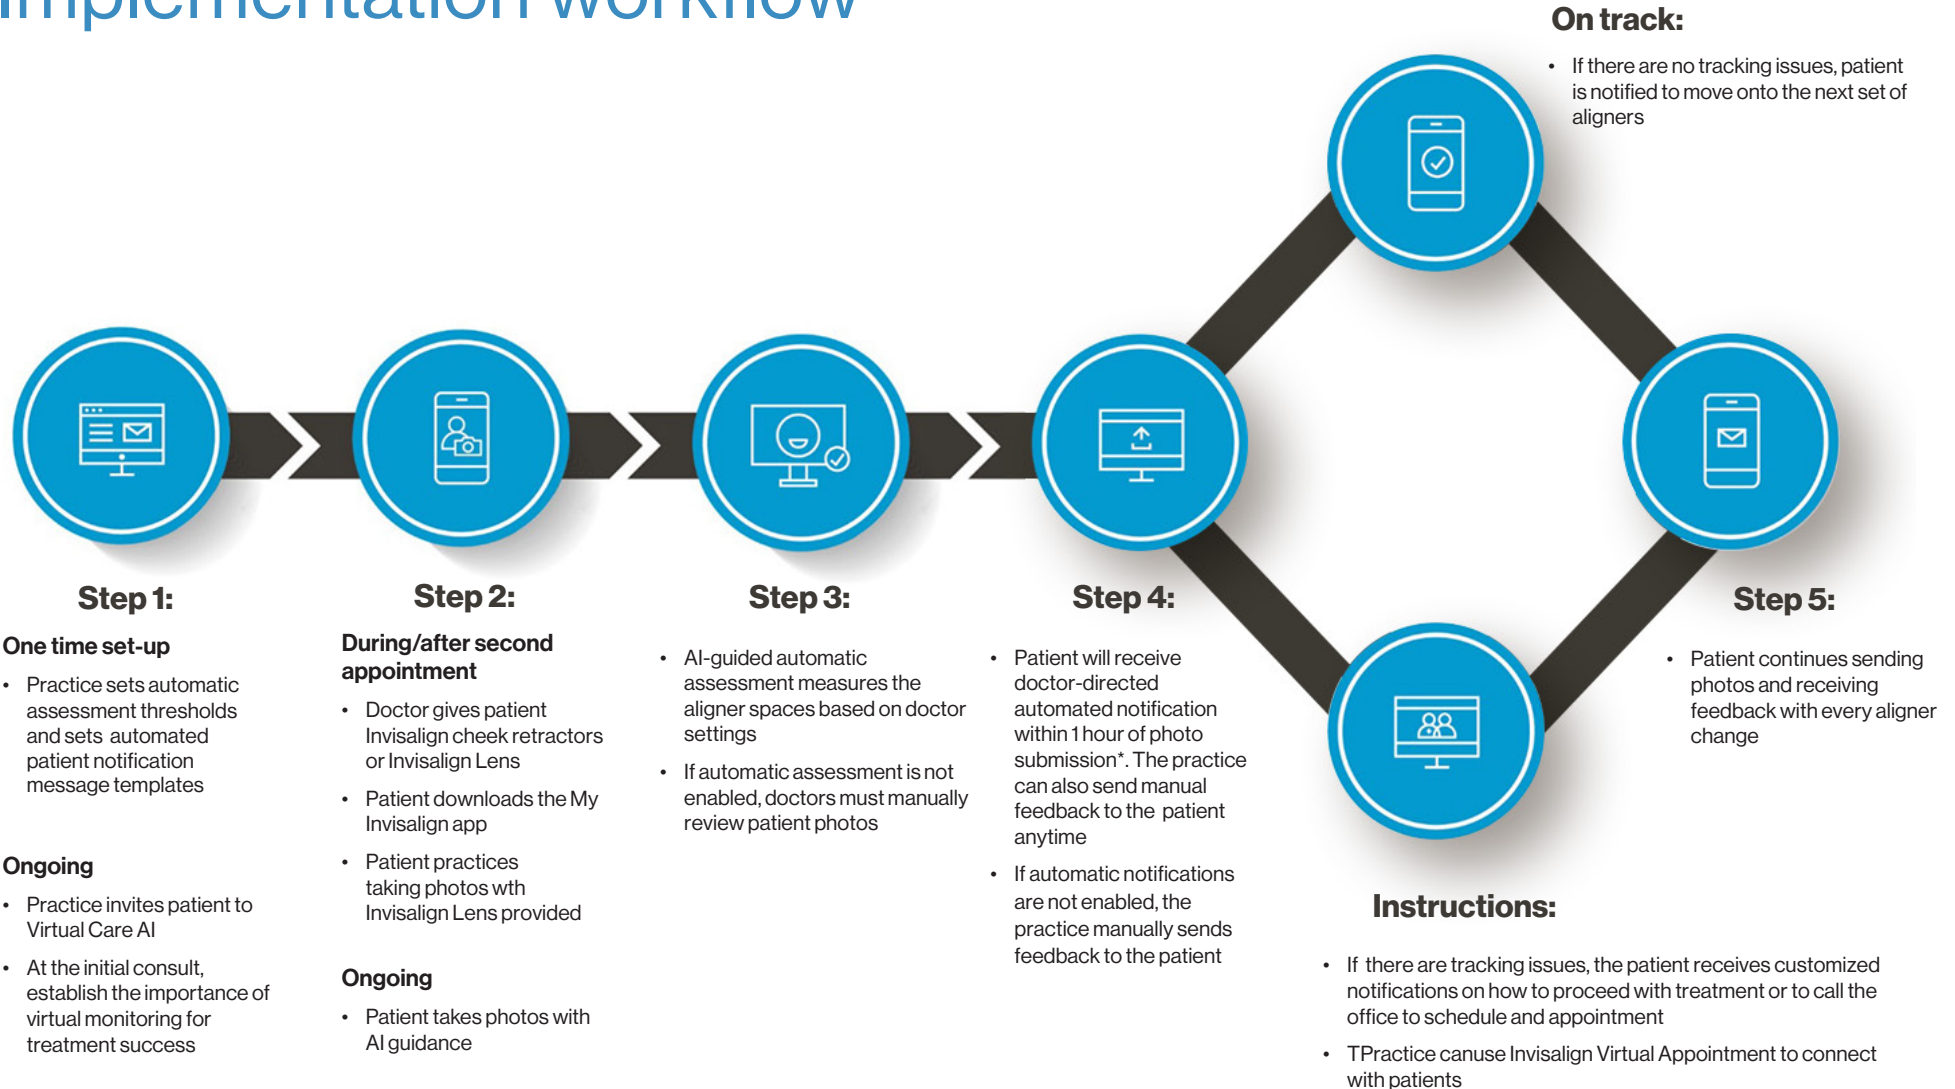 Implementation workflow
On track:
• If there are no tracking issues, patient
is notified to move onto the next set of
aligners
Step 1:
One time set-up
• Practice sets automatic
assessment thresholds
and sets automated
patient notification
message templates
Ongoing
• Practice invites patient to
Virtual Care AI
• At the initial consult,
establish the importance of
virtual monitoring for
treatment success
Step 2:
During/after second
appointment
• Doctor gives patient
Invisalign cheek retractors
or Invisalign Lens
• Patient downloads the My
Invisalign app
• Patient practices
taking photos wth
Invisalign Lens provided
Ongoing
• Patient takes photos with
AI guidance
Step 3:
• AI-guided automatic
assessment measures the
aligner spaces based on doctor
settings
• If automatic assessment is not
enabled, doctors must manually
review patient photos
Step 4:
• Patient will receive
doctor-directed
automated notification
within 1 hour of photo
submission*. The practice
can also send manual
feedback to the patient
anytime
• If automatic notifications
are not enabled, the
practice manually sends
feedback to the patient
Instructions:
• If there are tracking issues, the patient receives customized
notifications on how to proceed with treatment or to call the
office to schedule and appointment
• TPractice canuse Invisalign Virtual Appointment to connect
with patients
Step 5:
• Patient continues sending
photos and receiving
feedback with every aligner
change